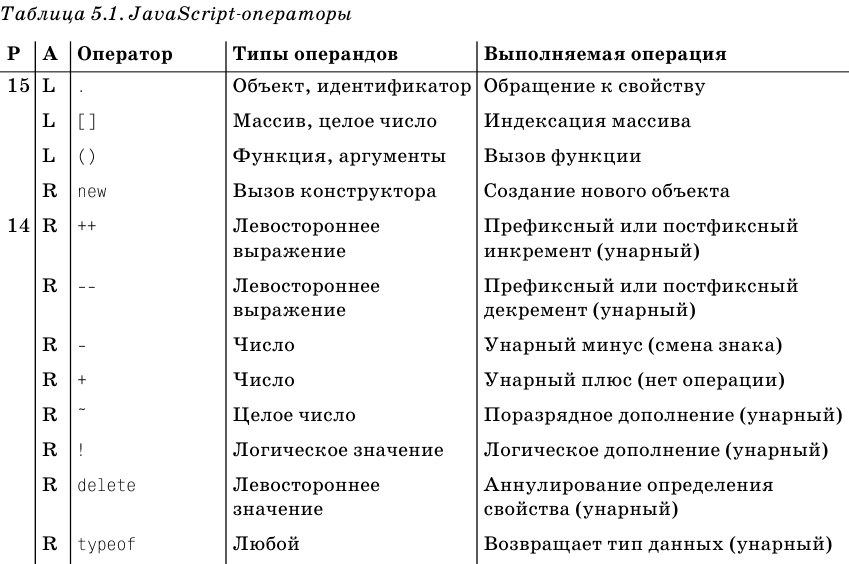 Таблица 5.1. JavaScript-операторы
P A Оператор Типы операндов Выполняемая операция
15 L . Объект, идентификатор Обращение к свойству
L [] Массив, целое число Индексация массива
L () Функция, аргументы Вызов функции
R new Вызов конструктора Создание нового объекта
14 R ++ Левостороннее Префиксный или постфиксный
выражение инкремент (унарный)
R -- Левостороннее Префиксный или постфиксный
выражение декремент (унарный)
R - Число Унарный минус (смена знака)
R + Число Унарный плюс (нет операции)
R ~ Целое число Поразрядное дополнение (унарный)
R ! Логическое значение Логическое дополнение (унарный)
R delete Левостороннее Аннулирование определения
значение свойства (унарный)
R typeof Любой Возвращает тип данных (унарный)